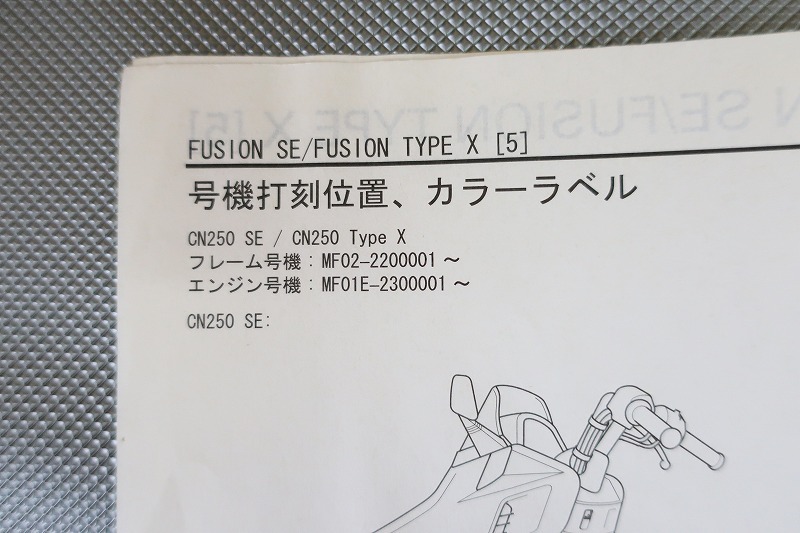 FUSION SE/FUSION TYPE X [5]
号機打刻位置、カラーラベル
CN250 SE / CN250 Type X
フレーム号機：MF02–2200001～
エンジン号機：MF01E–2300001～
CN250 SE: